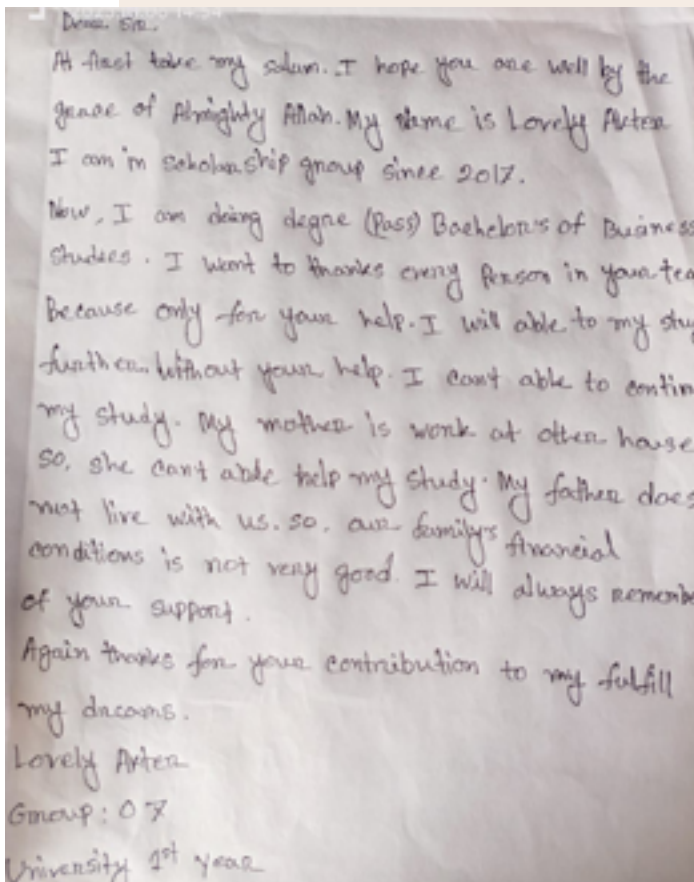 Dear Sir.
At first take my salam. I hope you are well by the
grace of Almighty Allah. My Name is Lovely Akter
I am in Scholarship group since 2017.
Now, I am doing degre (Pass) Bachelor's of Business
Studies. I want to thanks every Person in your tea
Because only for your help. I will able to my stu
further. Without your help. I can't able to contin
my study. My mother is work at other house
So, she can't able help my study. My father does
not live with us. so, our family's financial
conditions is not very good. I will always remembe
of your support.
Again thanks for your contribution to my fulfill
my dreams.
Lovely Akter
Group: 07
University 1st year